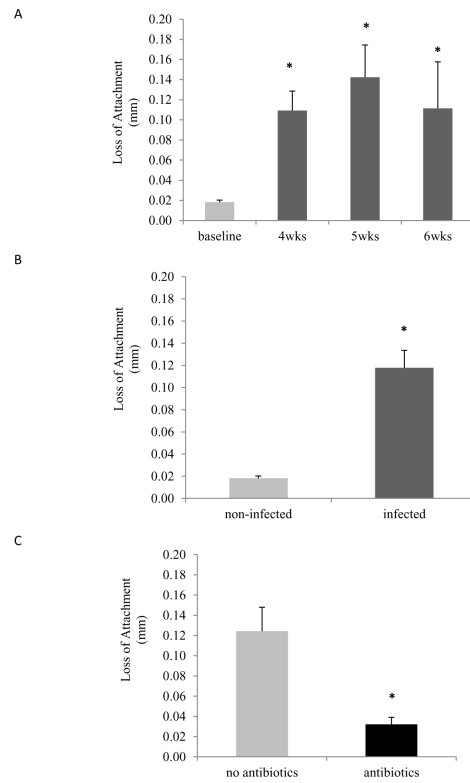 A
Loss of Attachment
(mm)
0.20
0.18
0.16
0.14
0.12
0.10
0.08
0.06
0.04
0.02
0.00
*
*
*
baseline
4wks
5wks
6wks
B
Loss of Attachment
(mm)
0.20
0.18
0.16
0.14
0.12
0.10
0.08
0.06
0.04
0.02
0.00
*
non-infected
infected
C
Loss of Attachment
(mm)
0.20
0.18
0.16
0.14
0.12
0.10
0.08
0.06
0.04
0.02
0.00
*
no antibiotics
antibiotics